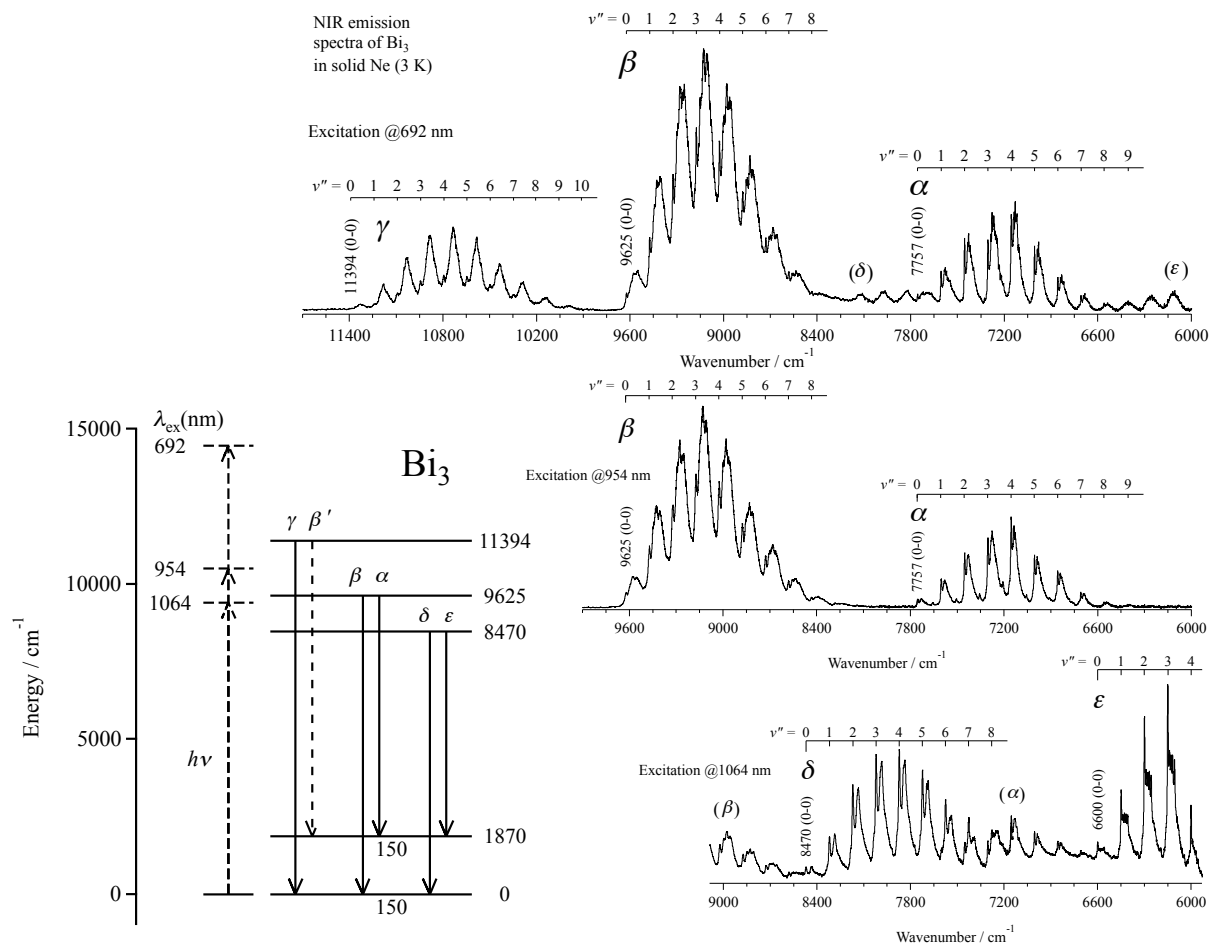 NIR emission
spectra of Bi3
in solid Ne (3 K)
Excitation @692 nm
v" = 0 1 2 3 4 5 6 7 8 9 10
γ
11394 (0-0)
v" = 0 1 2 3 4 5 6 7 8
β
9625 (0-0)
(δ)
v" = 0 1 2 3 4 5 6 7 8 9
α
7757 (0-0)
(ε)
11400 10800 10200 9600 9000 8400 7800 7200 6600 6000
Wavenumber / cm-1
v" = 0 1 2 3 4 5 6 7 8
β
Excitation @954 nm
9625 (0-0)
v" = 0 1 2 3 4 5 6 7 8 9
α
7757 (0-0)
9600 9000 8400 7800 7200 6600 6000
Wavenumber / cm-1
Excitation @1064 nm
(β)
v" = 0 1 2 3 4 5 6 7 8
δ
8470 (0-0)
(α)
v" = 0 1 2 3 4
ε
6600 (0-0)
9000 8400 7800 7200 6600 6000
Wavenumber / cm-1
Energy / cm-1
15000
10000
5000
0
λex(nm)
692
954
1064
hν
Bi3
γ β'
11394
β α
9625
δ ε
8470
1870
150
0
150